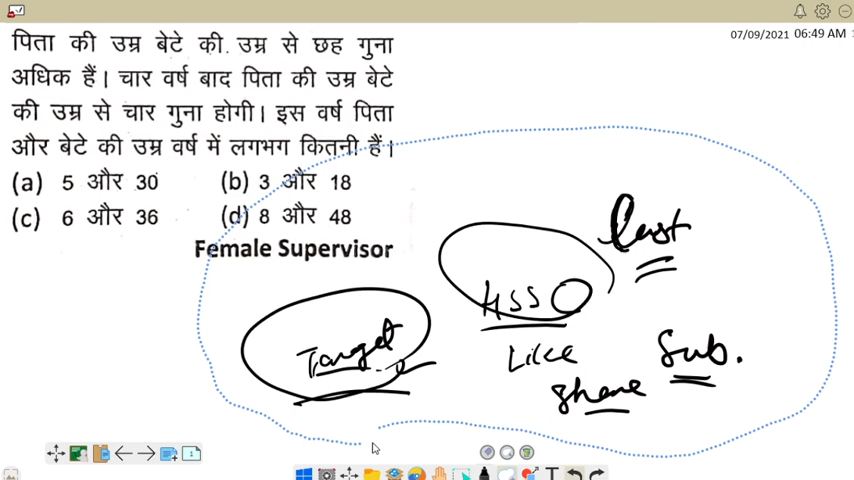 07/09/2021 06:49 AM
पिता की उम्र बेटे की उम्र से छह गुना
अधिक हैं। चार वर्ष बाद पिता की उम्र बेटे
की उम्र से चार गुना होगी। इस वर्ष पिता
और बेटे की उम्र वर्ष में लगभग कितनी हैं।
(a) 5 और 30 (b) 3 और 18
(c) 6 और 36 (d) 8 और 48
Female Supervisor
last
HSSO
Target
Like
Sub.
Share
1